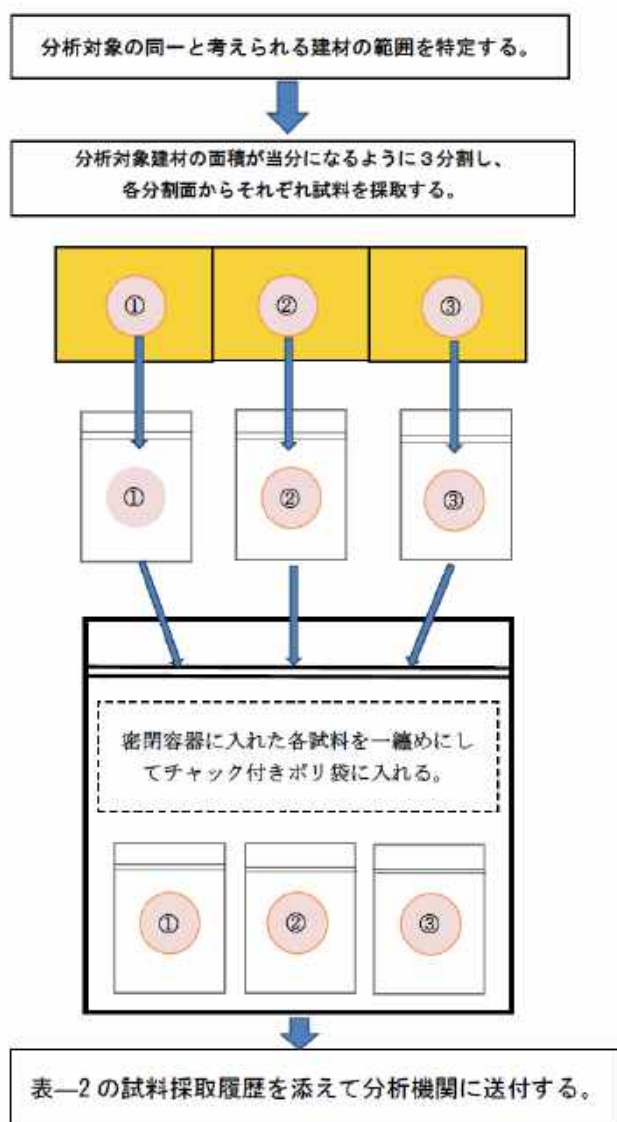 分析対象の同一と考えられる建材の範囲を特定する。
分析対象建材の面積が当分になるように３分割し、
各分割面からそれぞれ試料を採取する。
① ② ③
① ② ③
密閉容器に入れた各試料を一纏めにし
てチャック付きポリ袋に入れる。
① ② ③
表―2 の試料採取履歴を添えて分析機関に送付する。